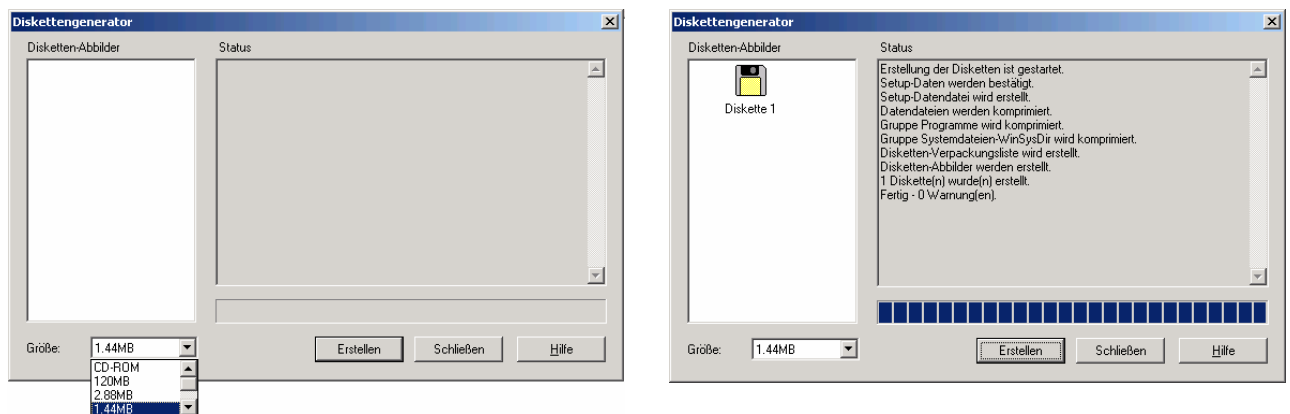 Diskettengenerator
Disketten-Abbilder
Status
Größe:
1.44MB
CD-ROM
120MB
2.88MB
1.44MB
Erstellen
Schließen
Hilfe
Diskettengenerator
Disketten-Abbilder
Diskette 1
Status
Erstellung der Disketten ist gestartet.
Setup-Daten werden bestätigt.
Setup-Datendatei wird erstellt.
Datendateien werden komprimiert.
Gruppe Programme wird komprimiert.
Gruppe Systemdateien-WinSysDir wird komprimiert.
Disketten-Verpackungsliste wird erstellt.
Disketten-Abbilder werden erstellt.
1 Diskette(n) wurde(n) erstellt.
Fertig - 0 Warnung(en).
Größe:
1.44MB
Erstellen
Schließen
Hilfe